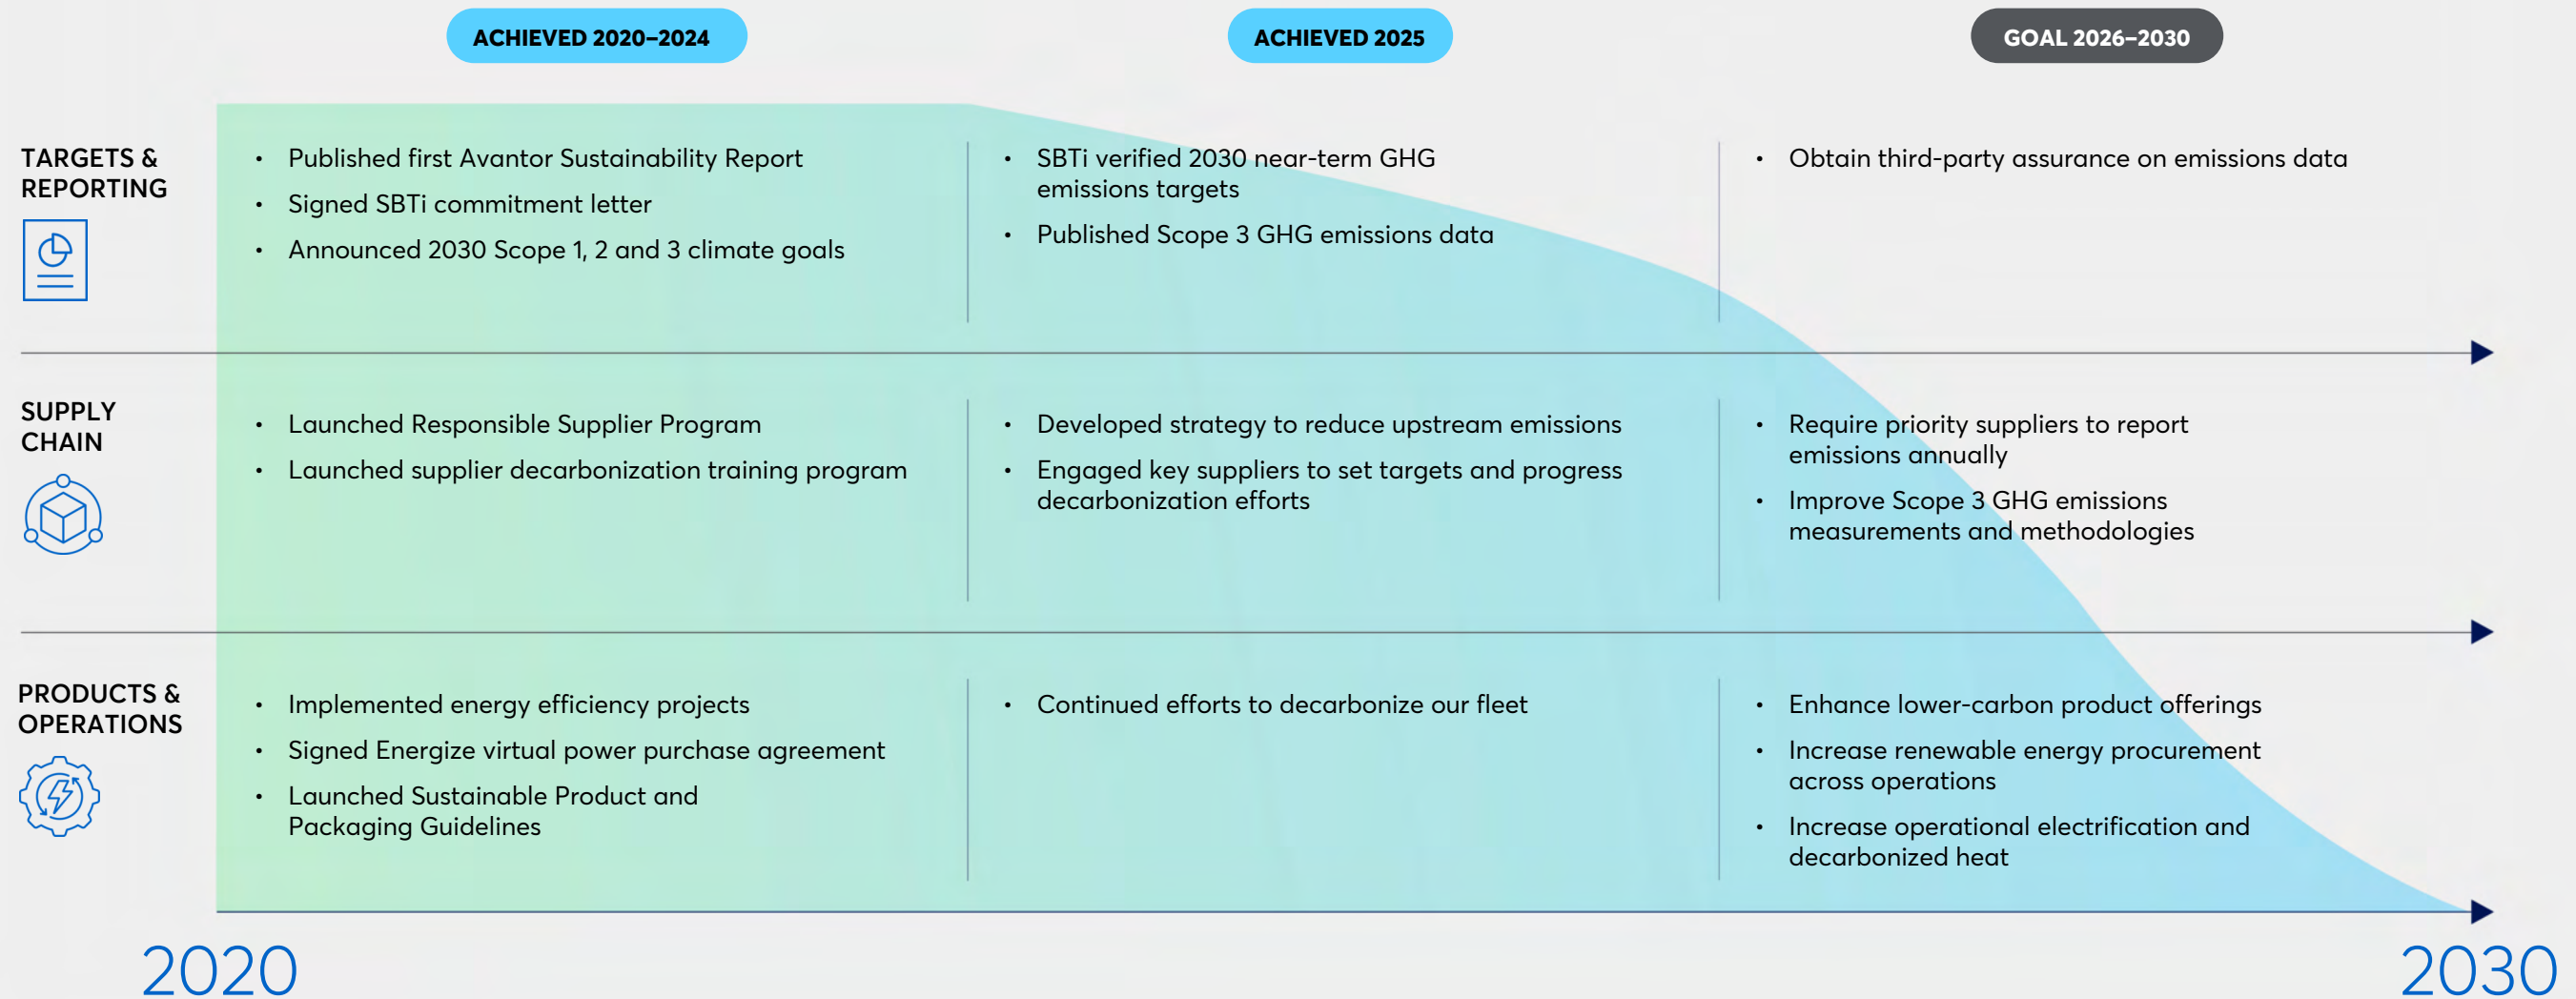 ACHIEVED 2020–2024
ACHIEVED 2025
GOAL 2026–2030
TARGETS &
REPORTING
• Published first Avantor Sustainability Report
• Signed SBTi commitment letter
• Announced 2030 Scope 1, 2 and 3 climate goals
• SBTi verified 2030 near-term GHG
emissions targets
• Published Scope 3 GHG emissions data
• Obtain third-party assurance on emissions data
SUPPLY
CHAIN
• Launched Responsible Supplier Program
• Launched supplier decarbonization training program
• Developed strategy to reduce upstream emissions
• Engaged key suppliers to set targets and progress
decarbonization efforts
• Require priority suppliers to report
emissions annually
• Improve Scope 3 GHG emissions
measurements and methodologies
PRODUCTS &
OPERATIONS
• Implemented energy efficiency projects
• Signed Energize virtual power purchase agreement
• Launched Sustainable Product and
Packaging Guidelines
• Continued efforts to decarbonize our fleet
• Enhance lower-carbon product offerings
• Increase renewable energy procurement
across operations
• Increase operational electrification and
decarbonized heat
2020
2030